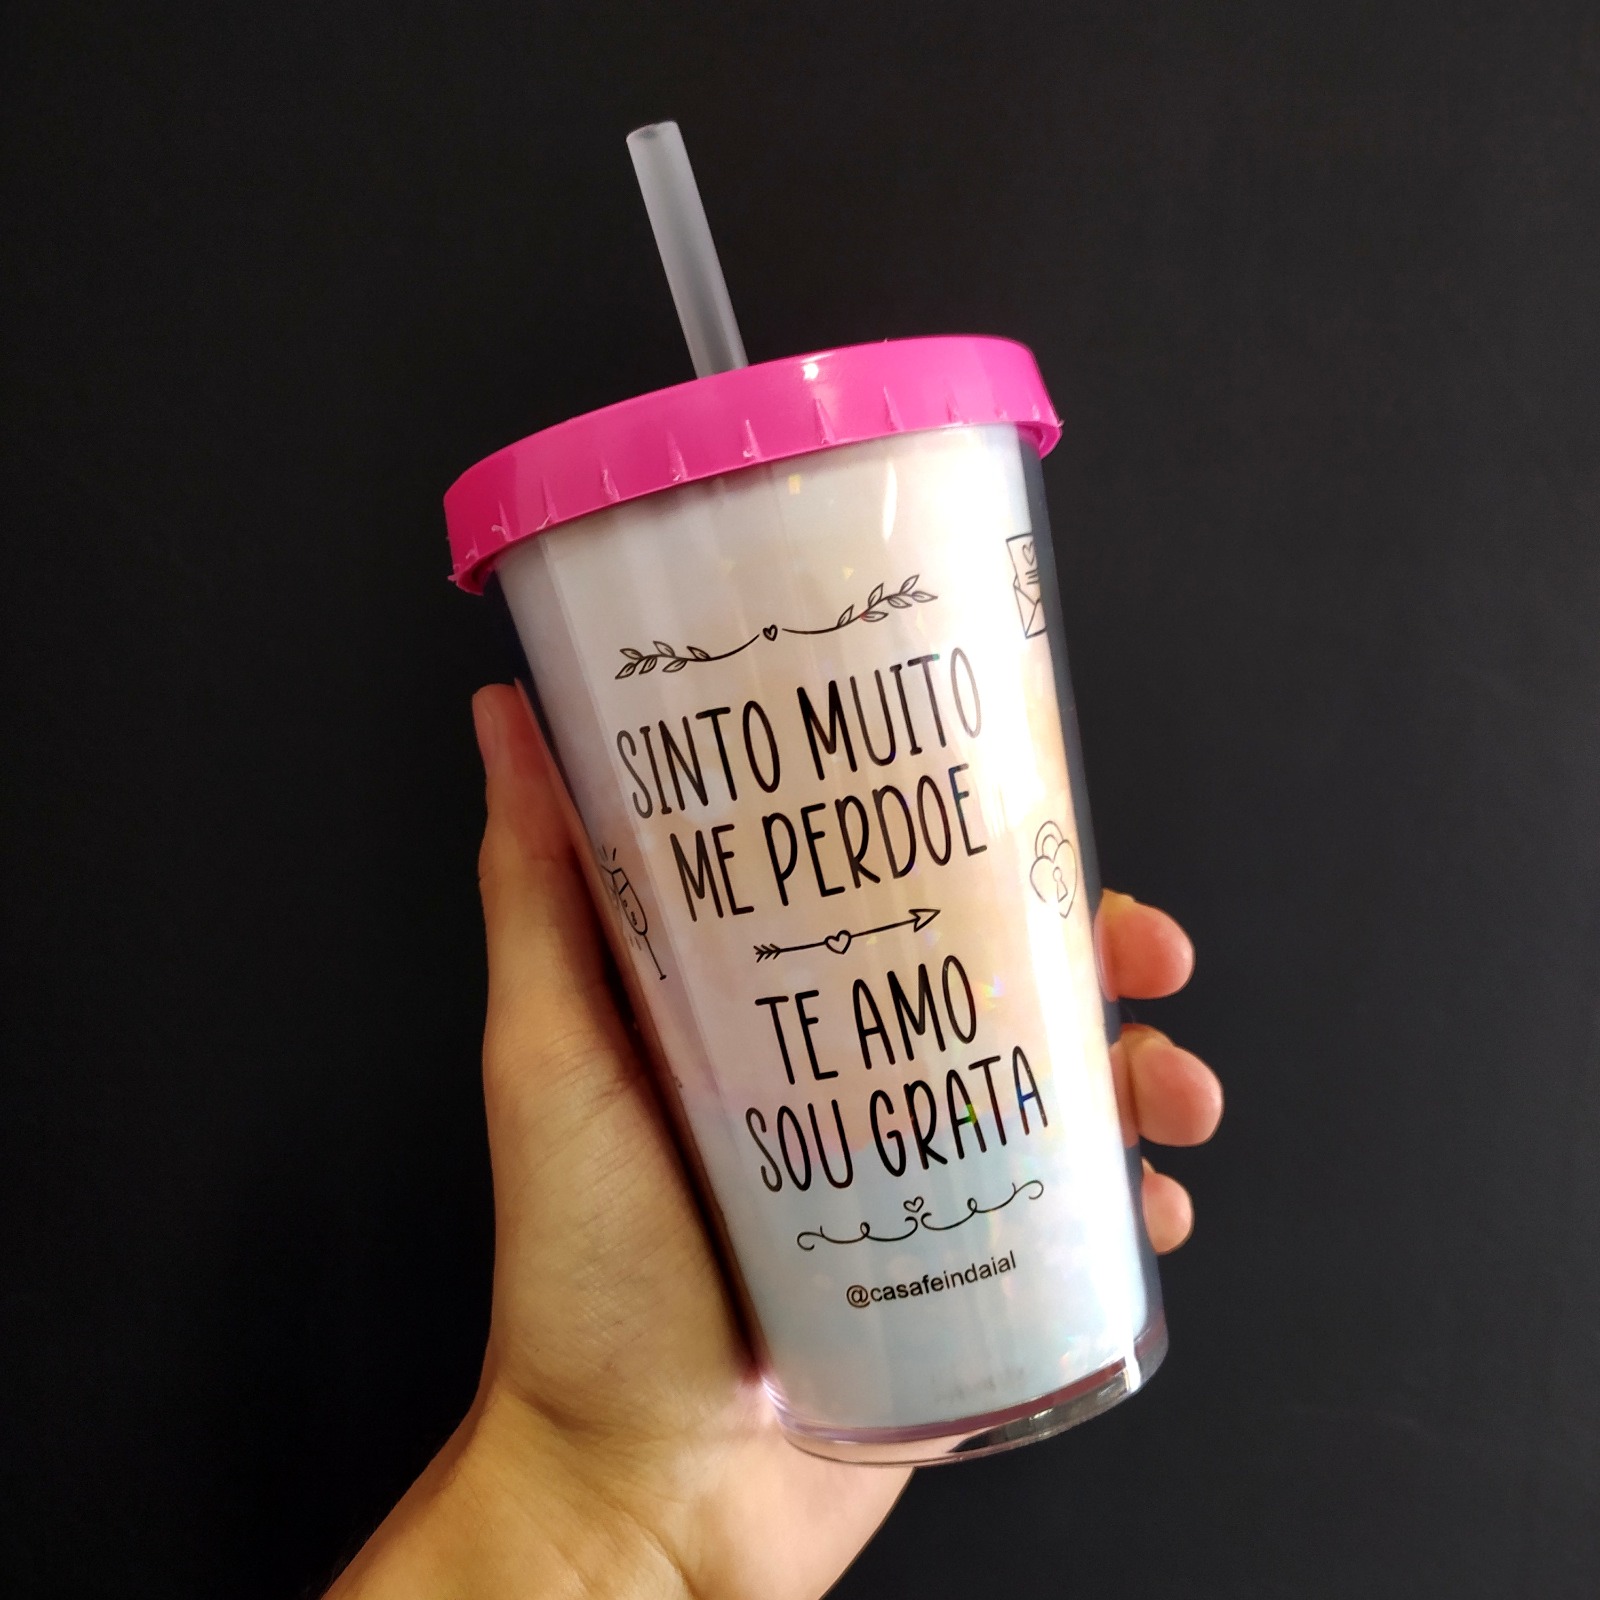 SINTO MUITO
ME PERDOE
TE AMO
SOU GRATA
@casafeindaial